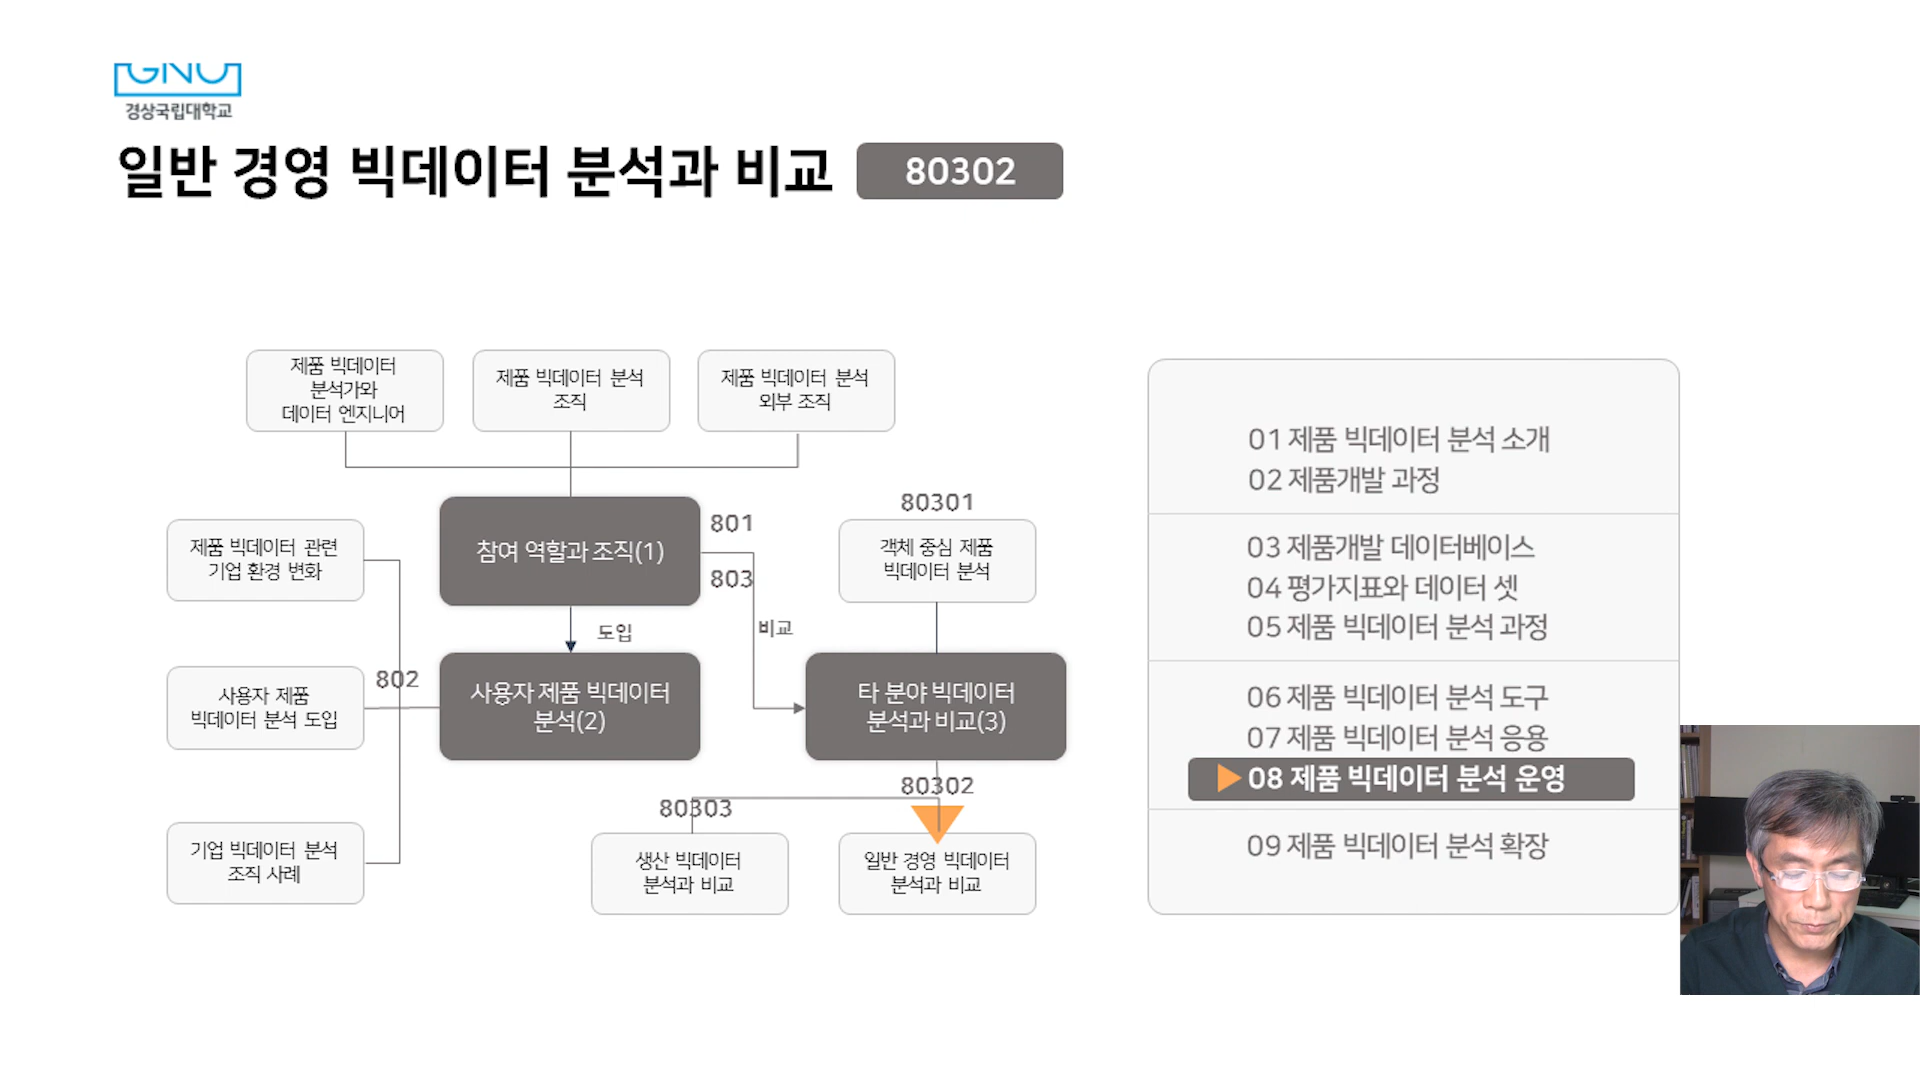 GNU
경상국립대학교
일반 경영 빅데이터 분석과 비교
80302
제품 빅데이터
분석가와
데이터 엔지니어
제품 빅데이터 분석
조직
제품 빅데이터 분석
외부 조직
참여 역할과 조직(1)
801
803
80301
객체 중심 제품
빅데이터 분석
제품 빅데이터 관련
기업 환경 변화
도입
비교
802
사용자 제품
빅데이터 분석 도입
사용자 제품 빅데이터
분석(2)
타 분야 빅데이터
분석과 비교(3)
80302
80303
기업 빅데이터 분석
조직 사례
생산 빅데이터
분석과 비교
일반 경영 빅데이터
분석과 비교
01 제품 빅데이터 분석 소개
02 제품개발 과정
03 제품개발 데이터베이스
04 평가지표와 데이터 셋
05 제품 빅데이터 분석 과정
06 제품 빅데이터 분석 도구
07 제품 빅데이터 분석 응용
08 제품 빅데이터 분석 운영
09 제품 빅데이터 분석 확장